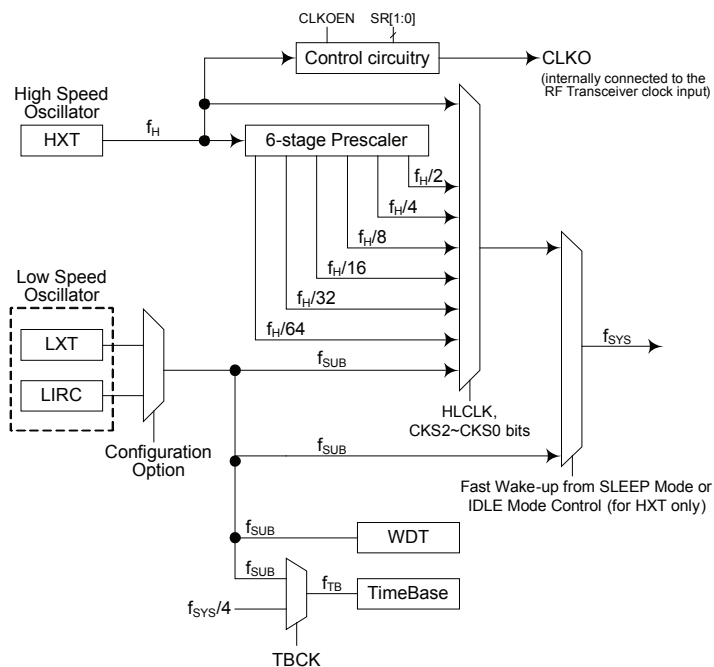 CLKOEN
SR[1:0]
Control circuitry
CLKO
(internally connected to the
RF Transceiver clock input)
High Speed
Oscillator
HXT
fH
6-stage Prescaler
fH/2
fH/4
fH/8
fH/16
fH/32
fH/64
Low Speed
Oscillator
LXT
LIRC
Configuration
Option
fSUB
HLCLK,
CKS2~CKS0 bits
fSYS
fSUB
Fast Wake-up from SLEEP Mode or
IDLE Mode Control (for HXT only)
fSUB
WDT
fSUB
fSYS/4
fTB
TimeBase
TBCK